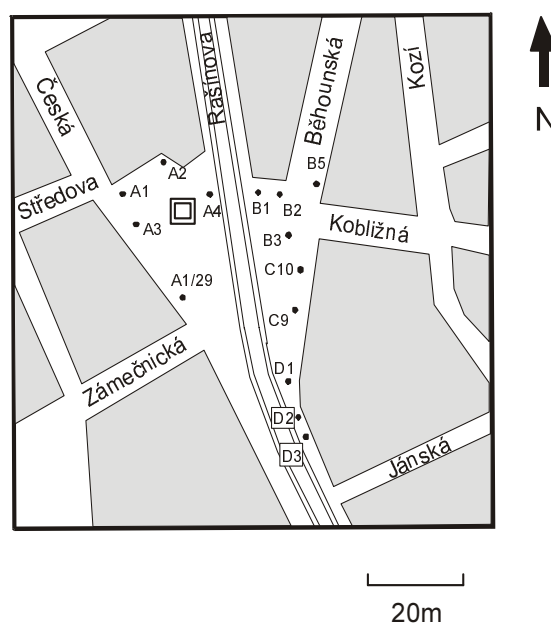 Rašínova
Běhounská
Kozí
N
Česká
A2
B5
Středova
A1
A4
B1
B2
A3
B3
Kobližná
C10
A1/29
C9
Zámečnická
D1
D2
D3
Jánská
20m